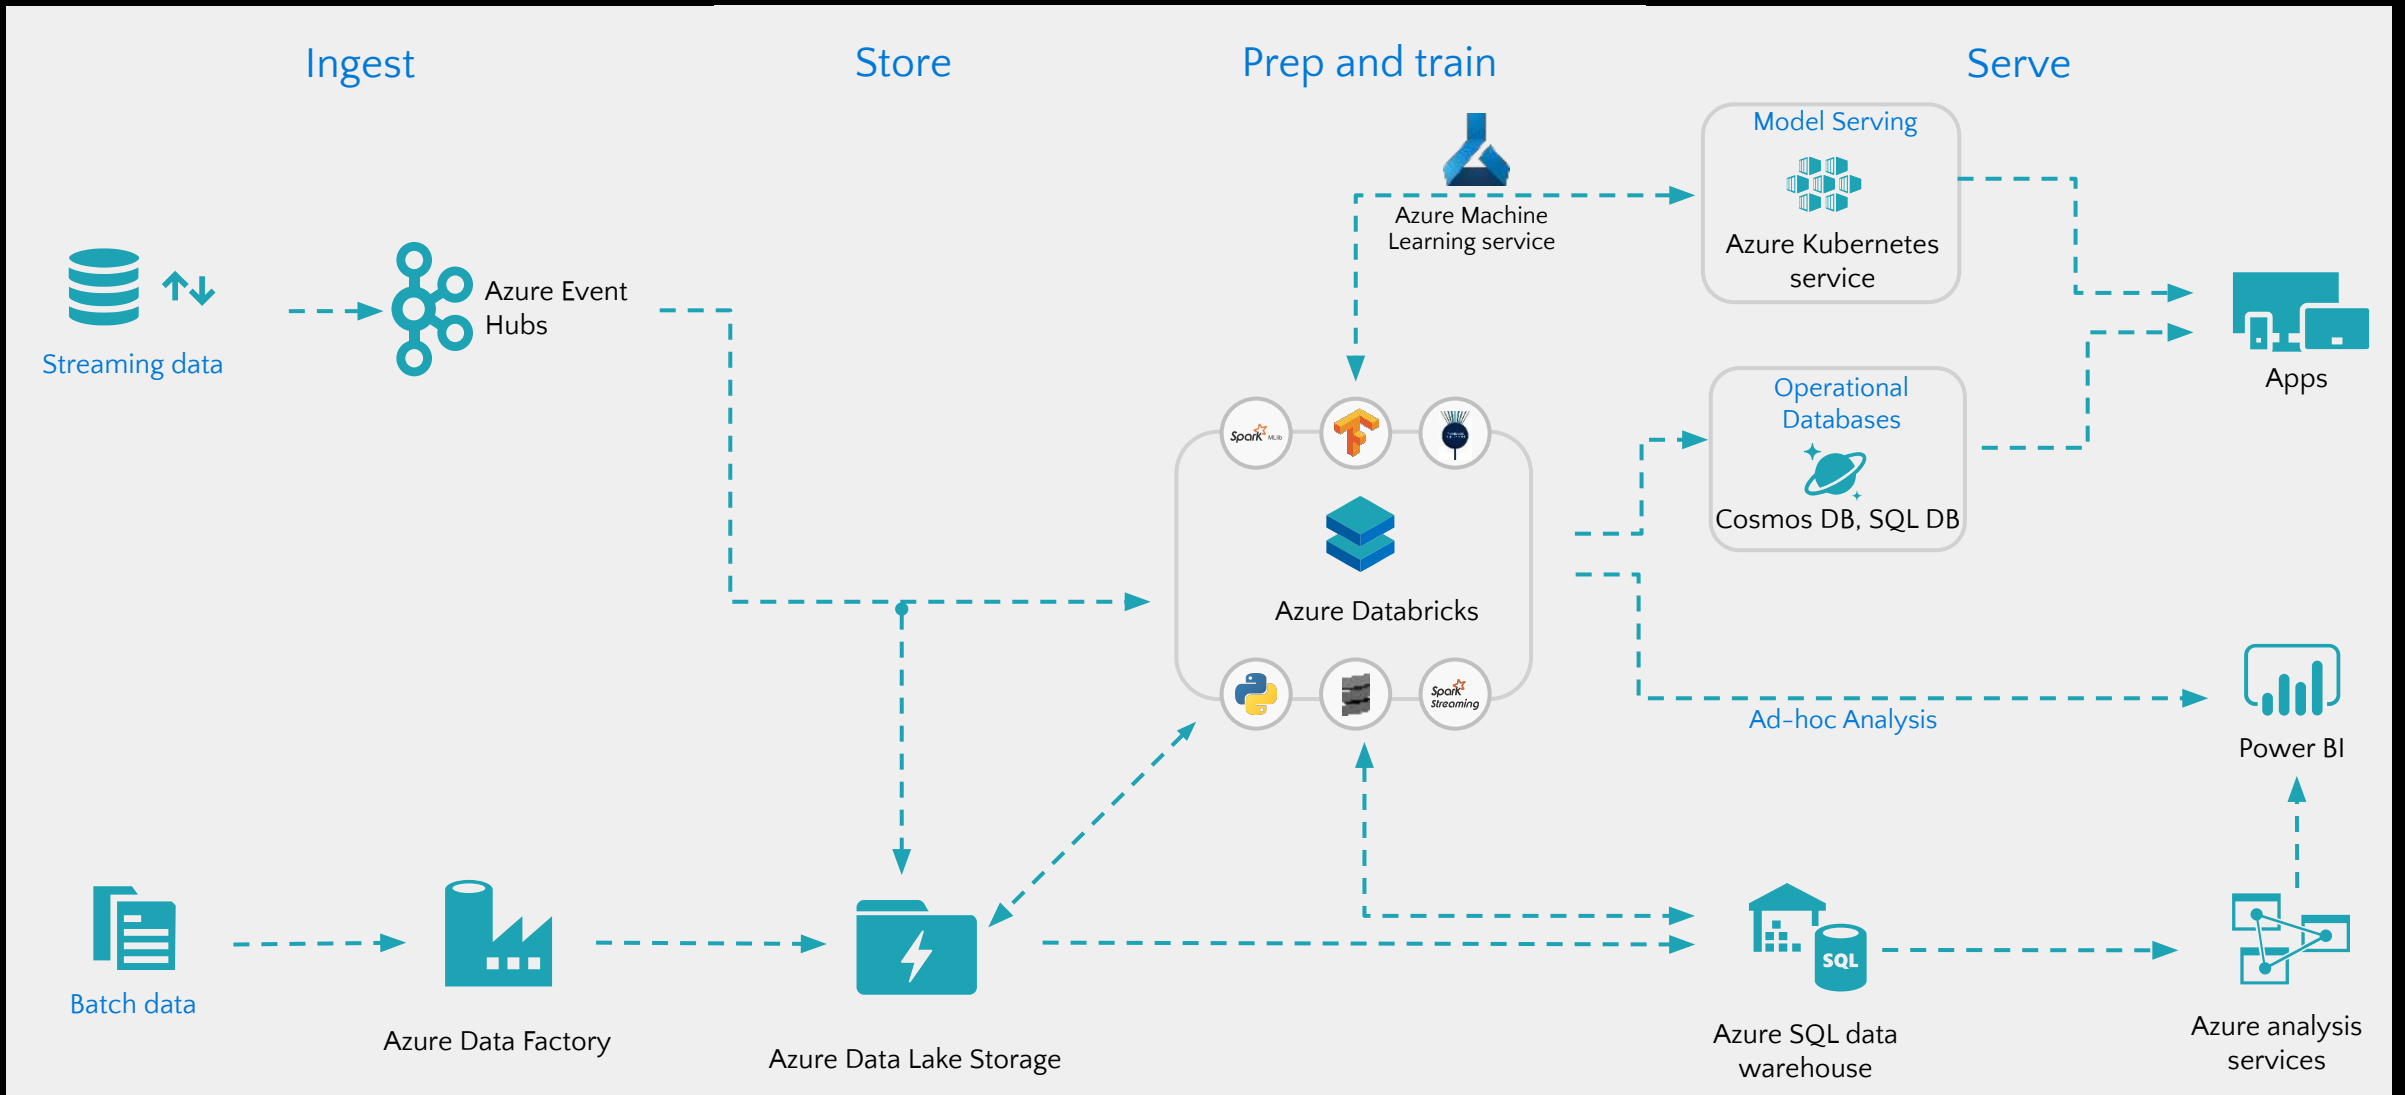 Ingest
Store
Prep and train
Serve
Model Serving
Azure Kubernetes
service
Azure Machine
Learning service
Streaming data
Azure Event
Hubs
Apps
Operational
Databases
Cosmos DB, SQL DB
Spark MLlib
Azure Databricks
Spark
Streaming
Ad-hoc Analysis
Power BI
Batch data
Azure Data Factory
Azure Data Lake Storage
SQL
Azure SQL data
warehouse
Azure analysis
services